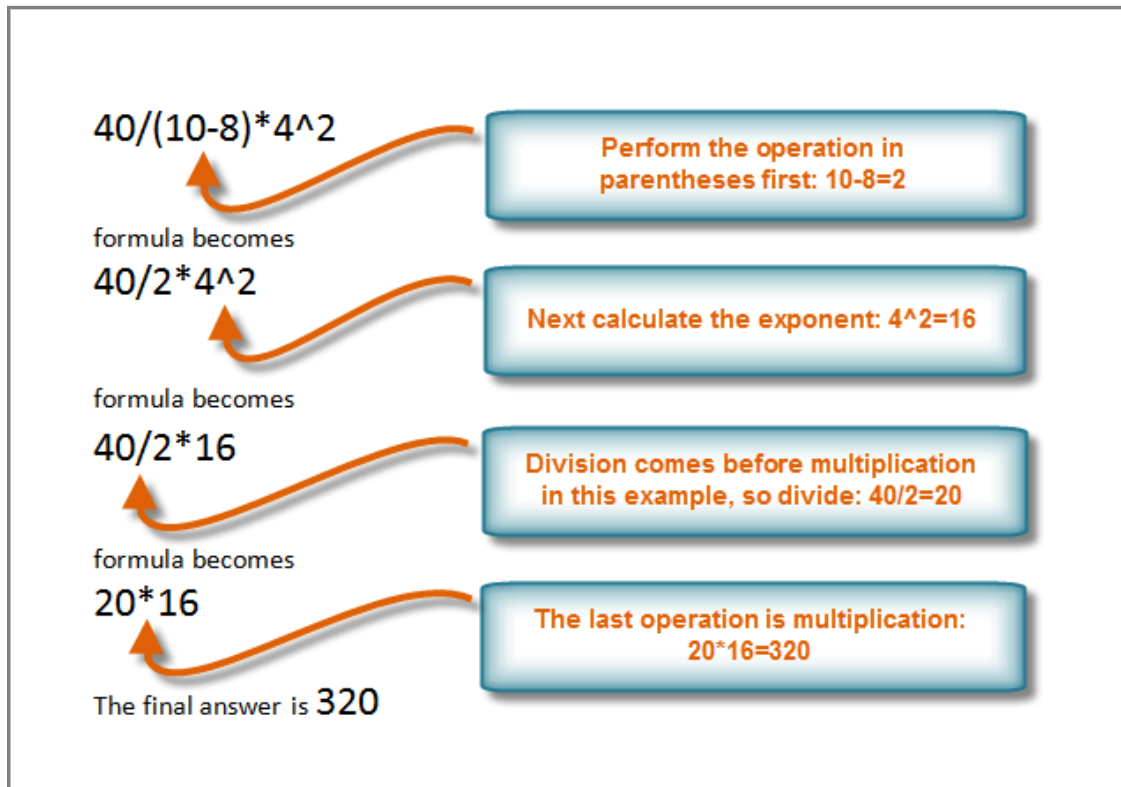 40/(10-8)*4^2
Perform the operation in
parentheses first: 10-8=2
formula becomes
40/2*4^2
Next calculate the exponent: 4^2=16
formula becomes
40/2*16
Division comes before multiplication
in this example, so divide: 40/2=20
formula becomes
20*16
The last operation is multiplication:
20*16=320
The final answer is 320